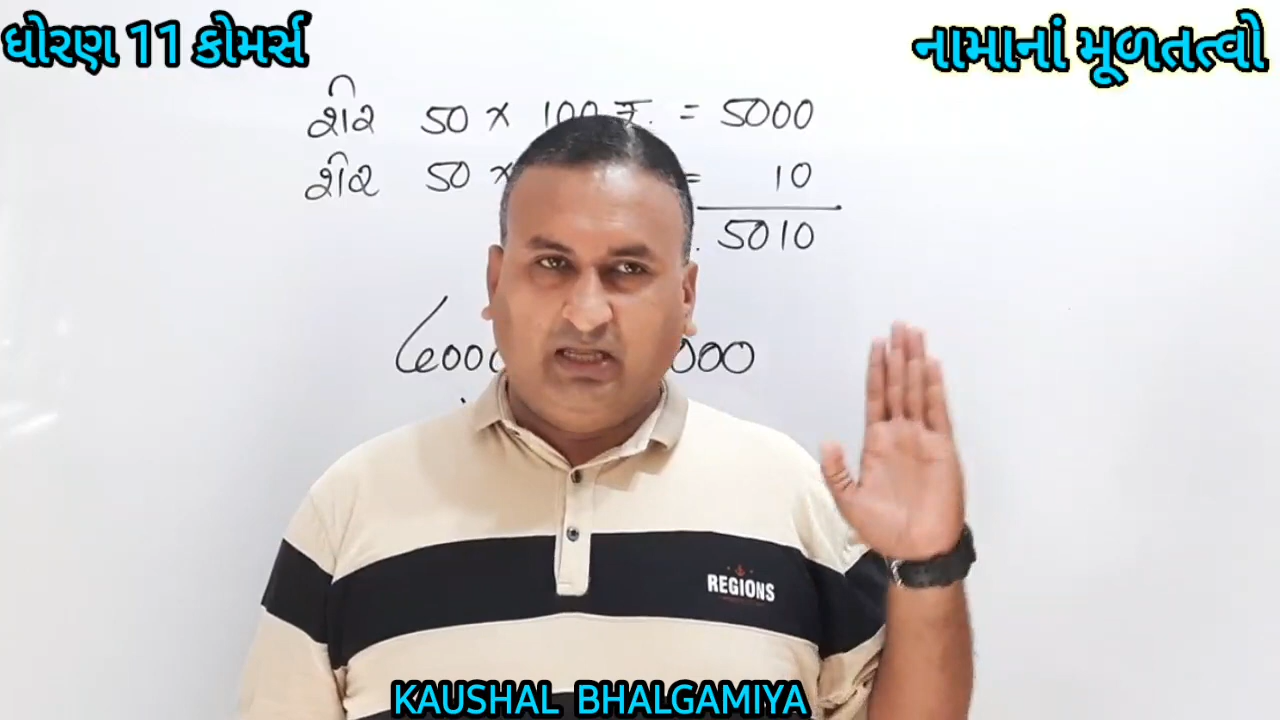 ધોરણ 11 કોમર્સ
નામાનાં મૂળતત્વો
શેર 50 × 100 રૂ. = 5000
શેર 50 × = 10
5010
000
REGIONS
KAUSHAL BHALGAMIYA